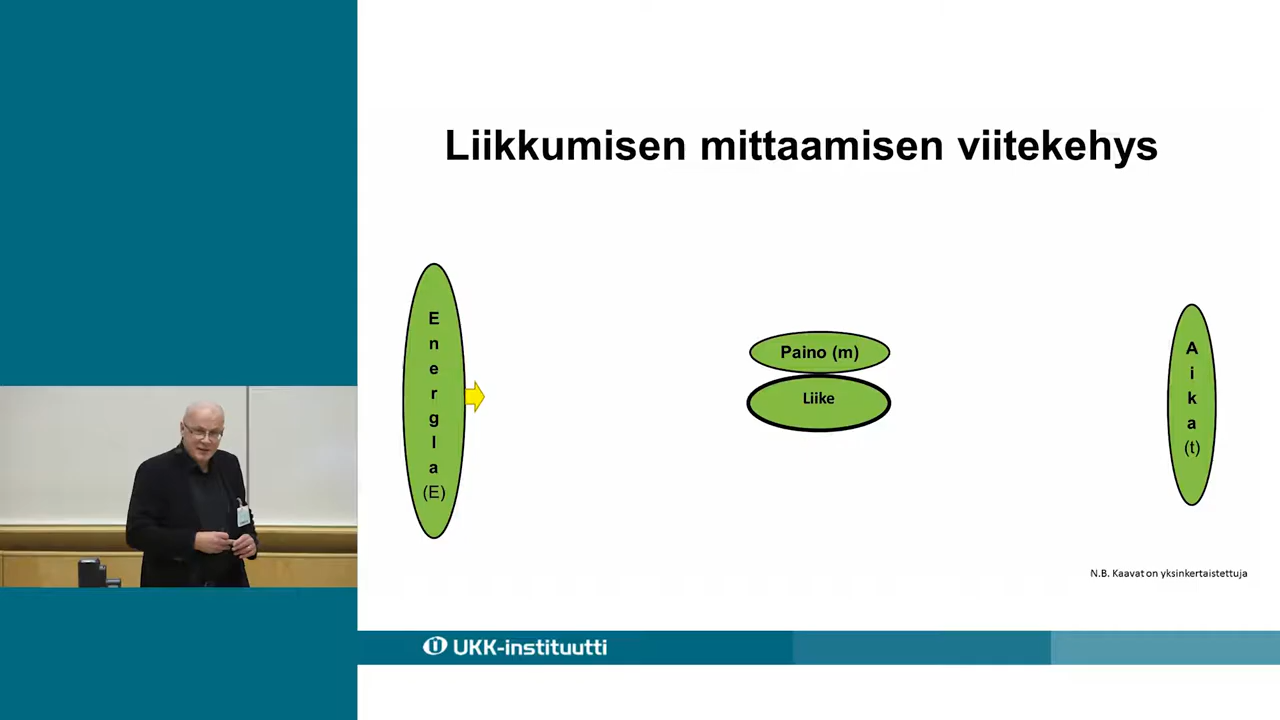 Liikkumisen mittaamisen viitekehys
E
n
e
r
g
I
a
(E)
Paino (m)
Liike
A
i
k
a
(t)
N.B. Kaavat on yksinkertaistettuja
UKK-instituutti